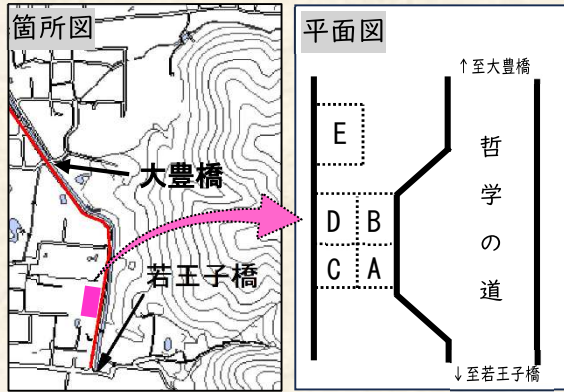 箇所図
大豊橋
若王子橋
平面図
↑至大豊橋
哲学の道
E
D B
C A
↓至若王子橋